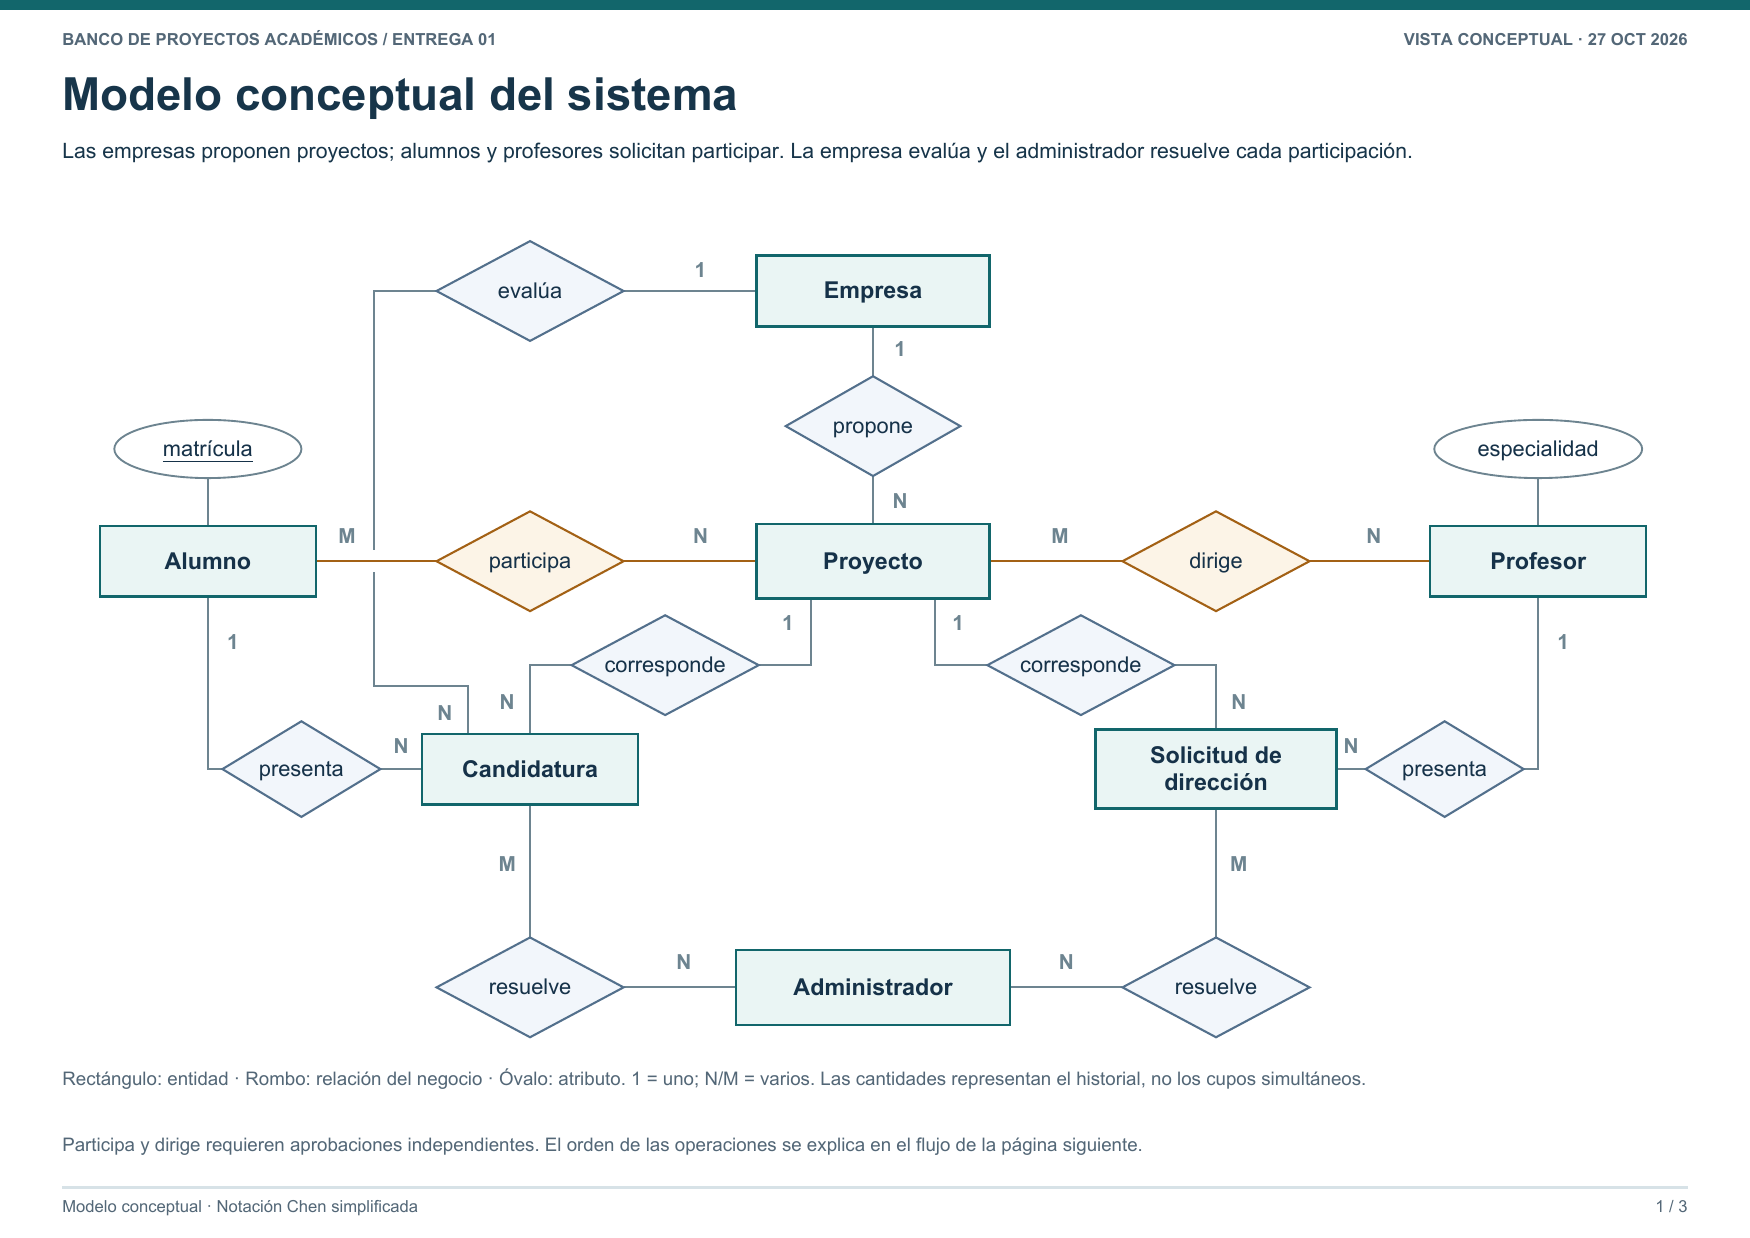 BANCO DE PROYECTOS ACADÉMICOS / ENTREGA 01
VISTA CONCEPTUAL · 27 OCT 2026
Modelo conceptual del sistema
Las empresas proponen proyectos; alumnos y profesores solicitan participar. La empresa evalúa y el administrador resuelve cada participación.
evalúa
1
Empresa
1
propone
N
matrícula
especialidad
Alumno
M
participa
N
Proyecto
M
dirige
N
Profesor
1
1
1
1
corresponde
corresponde
N
N
N
N
presenta
N
Candidatura
Solicitud de
dirección
N
presenta
M
M
resuelve
N
Administrador
N
resuelve
Rectángulo: entidad · Rombo: relación del negocio · Óvalo: atributo. 1 = uno; N/M = varios. Las cantidades representan el historial, no los cupos simultáneos.
Participa y dirige requieren aprobaciones independientes. El orden de las operaciones se explica en el flujo de la página siguiente.
Modelo conceptual · Notación Chen simplificada
1 / 3